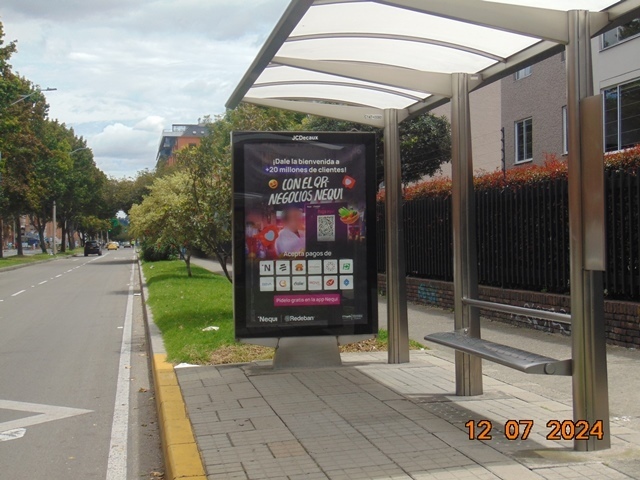 JCDecaux
¡Dale la bienvenida a
+20 millones de clientes!
CON EL QR
NEGOCIOS NEQUI
Acepta pagos de
Pídelo gratis en la app Nequi
Nequi Redeban
12 07 2024